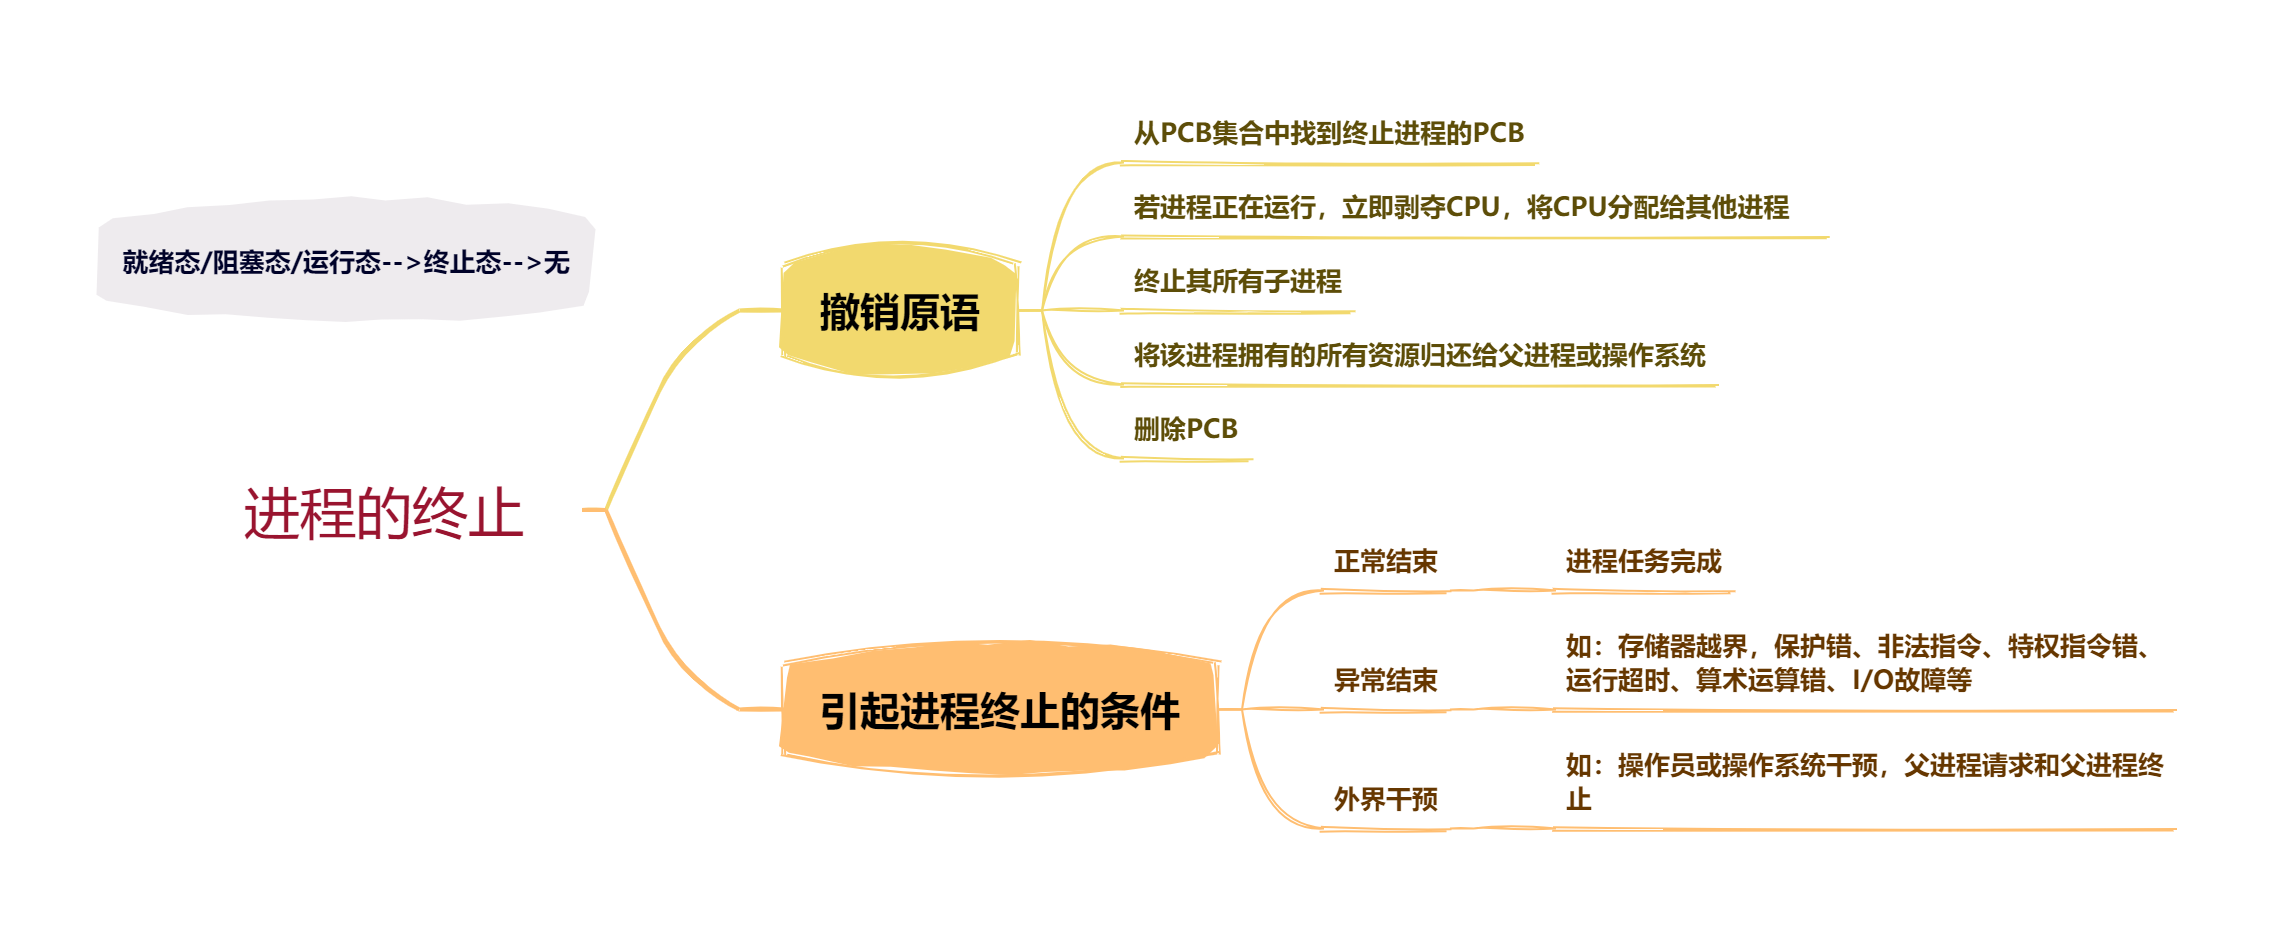 就绪态/阻塞态/运行态-->终止态-->无
进程的终止
撤销原语
从PCB集合中找到终止进程的PCB
若进程正在运行，立即剥夺CPU，将CPU分配给其他进程
终止其所有子进程
将该进程拥有的所有资源归还给父进程或操作系统
删除PCB
引起进程终止的条件
正常结束
进程任务完成
异常结束
如：存储器越界，保护错、非法指令、特权指令错、
运行超时、算术运算错、I/O故障等
外界干预
如：操作员或操作系统干预，父进程请求和父进程终
止